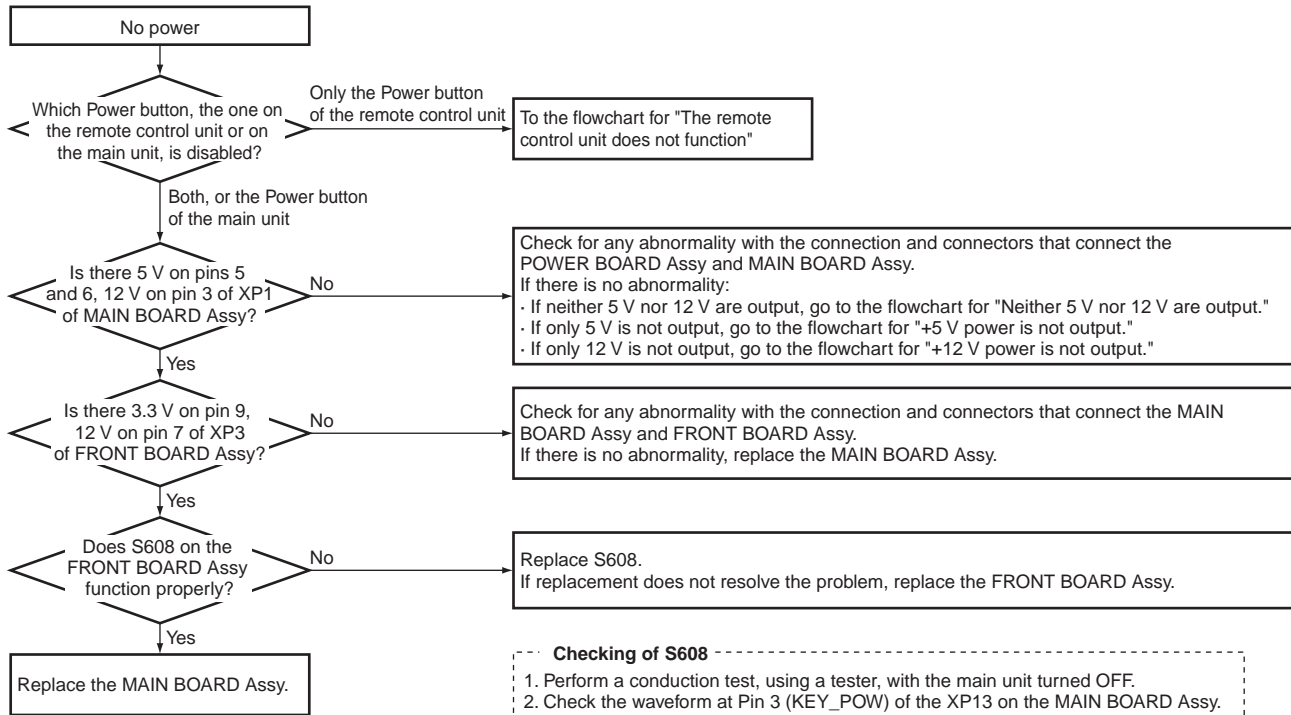 No power
Which Power button, the one on
the remote control unit or on
the main unit, is disabled?
Only the Power button
of the remote control unit
To the flowchart for "The remote
control unit does not function"
Both, or the Power button
of the main unit
Is there 5 V on pins 5
and 6, 12 V on pin 3 of XP1
of MAIN BOARD Assy?
No
Check for any abnormality with the connection and connectors that connect the
POWER BOARD Assy and MAIN BOARD Assy.
If there is no abnormality:
· If neither 5 V nor 12 V are output, go to the flowchart for "Neither 5 V nor 12 V are output."
· If only 5 V is not output, go to the flowchart for "+5 V power is not output."
· If only 12 V is not output, go to the flowchart for "+12 V power is not output."
Yes
Is there 3.3 V on pin 9,
12 V on pin 7 of XP3
of FRONT BOARD Assy?
No
Check for any abnormality with the connection and connectors that connect the MAIN
BOARD Assy and FRONT BOARD Assy.
If there is no abnormality, replace the MAIN BOARD Assy.
Yes
Does S608 on the
FRONT BOARD Assy
function properly?
No
Replace S608.
If replacement does not resolve the problem, replace the FRONT BOARD Assy.
Yes
Replace the MAIN BOARD Assy.
Checking of S608
1. Perform a conduction test, using a tester, with the main unit turned OFF.
2. Check the waveform at Pin 3 (KEY_POW) of the XP13 on the MAIN BOARD Assy.